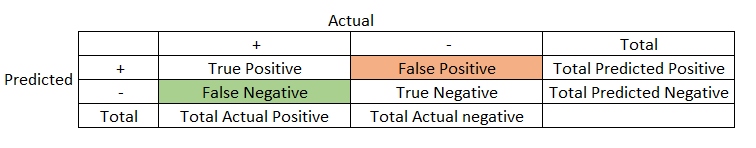 Actual
+ - Total
Predicted
+ True Positive False Positive Total Predicted Positive
- False Negative True Negative Total Predicted Negative
Total Total Actual Positive Total Actual negative